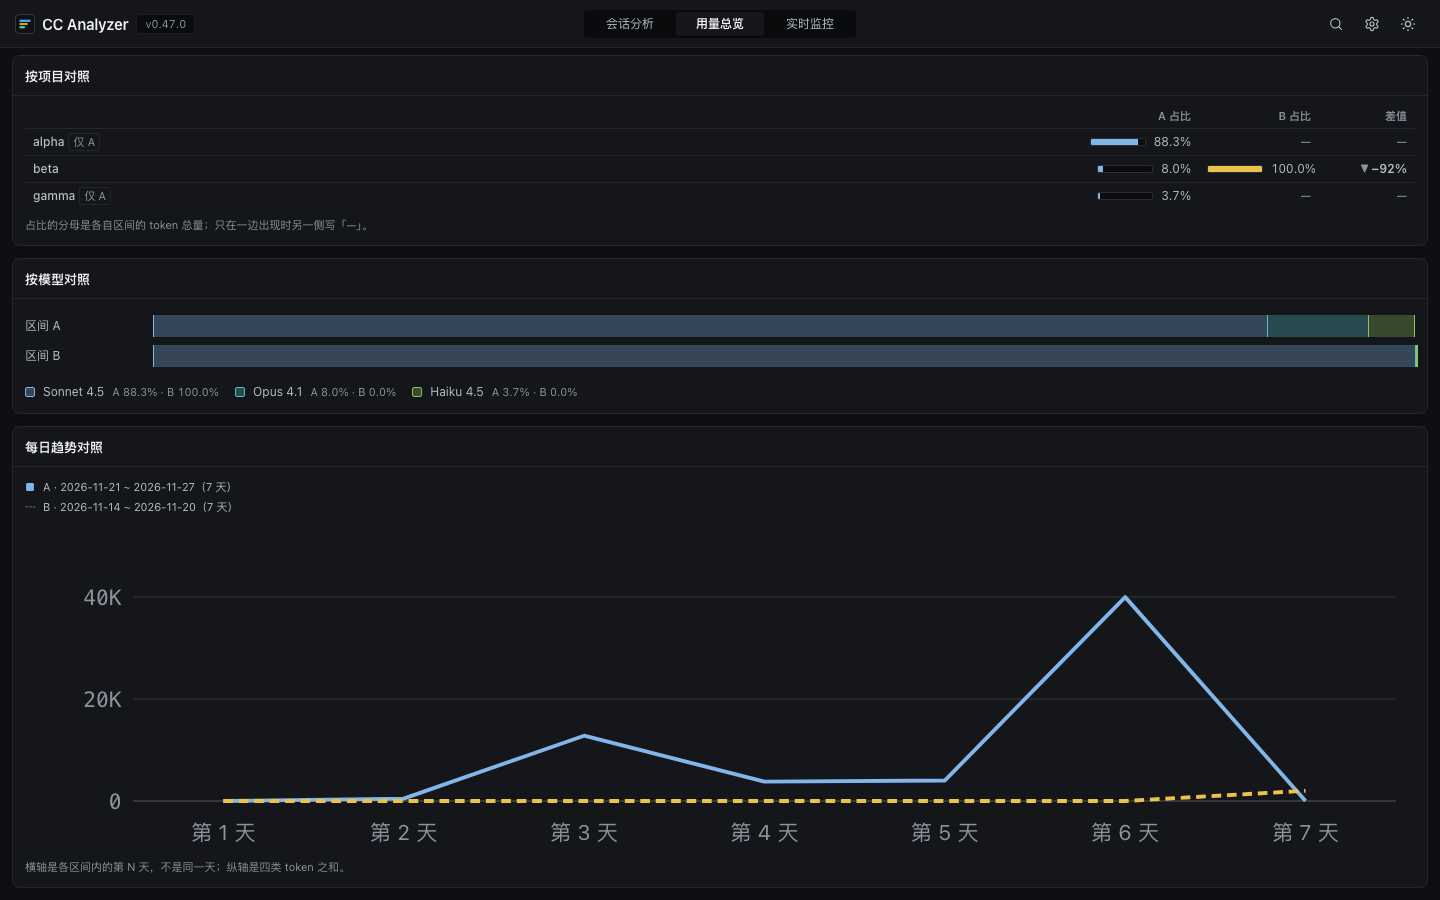 CC Analyzer v0.47.0 会话分析 用量总览 实时监控
按项目对照
A 占比 B 占比 差值
alpha 仅 A 88.3% — —
beta 8.0% 100.0% ▼−92%
gamma 仅 A 3.7% — —
占比的分母是各自区间的 token 总量；只在一边出现时另一侧写「—」。
按模型对照
区间 A
区间 B
Sonnet 4.5 A 88.3% · B 100.0% Opus 4.1 A 8.0% · B 0.0% Haiku 4.5 A 3.7% · B 0.0%
每日趋势对照
A · 2026-11-21 ~ 2026-11-27（7 天）
B · 2026-11-14 ~ 2026-11-20（7 天）
40K
20K
0
第 1 天 第 2 天 第 3 天 第 4 天 第 5 天 第 6 天 第 7 天
横轴是各区间内的第 N 天，不是同一天；纵轴是四类 token 之和。